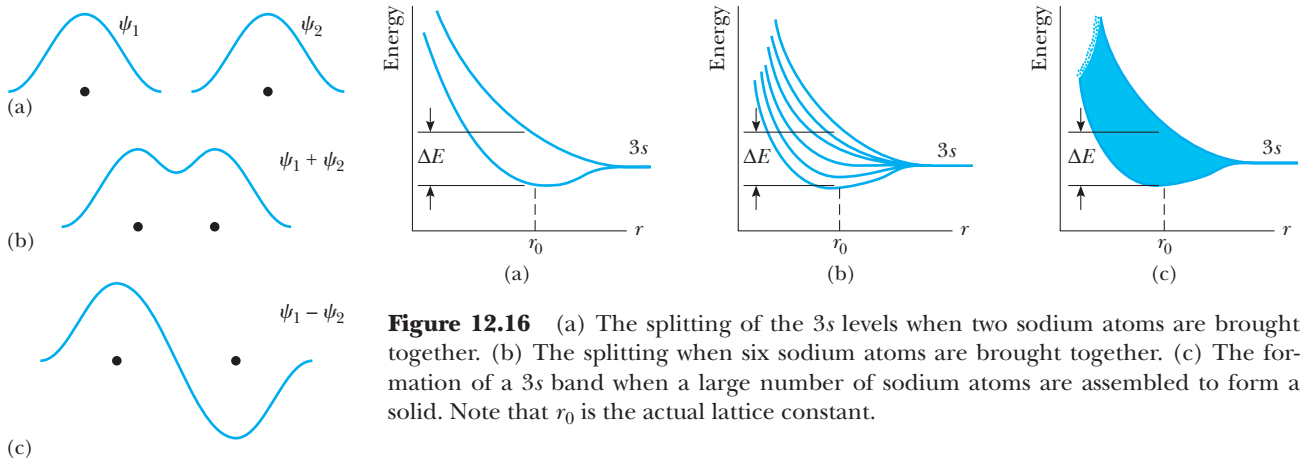 ψ1
ψ2
(a)
ψ1 + ψ2
(b)
ψ1 − ψ2
(c)
Energy
ΔE
3s
r0
r
(a)
Energy
ΔE
3s
r0
r
(b)
Energy
ΔE
3s
r0
r
(c)
Figure 12.16 (a) The splitting of the 3s levels when two sodium atoms are brought
together. (b) The splitting when six sodium atoms are brought together. (c) The for-
mation of a 3s band when a large number of sodium atoms are assembled to form a
solid. Note that r0 is the actual lattice constant.